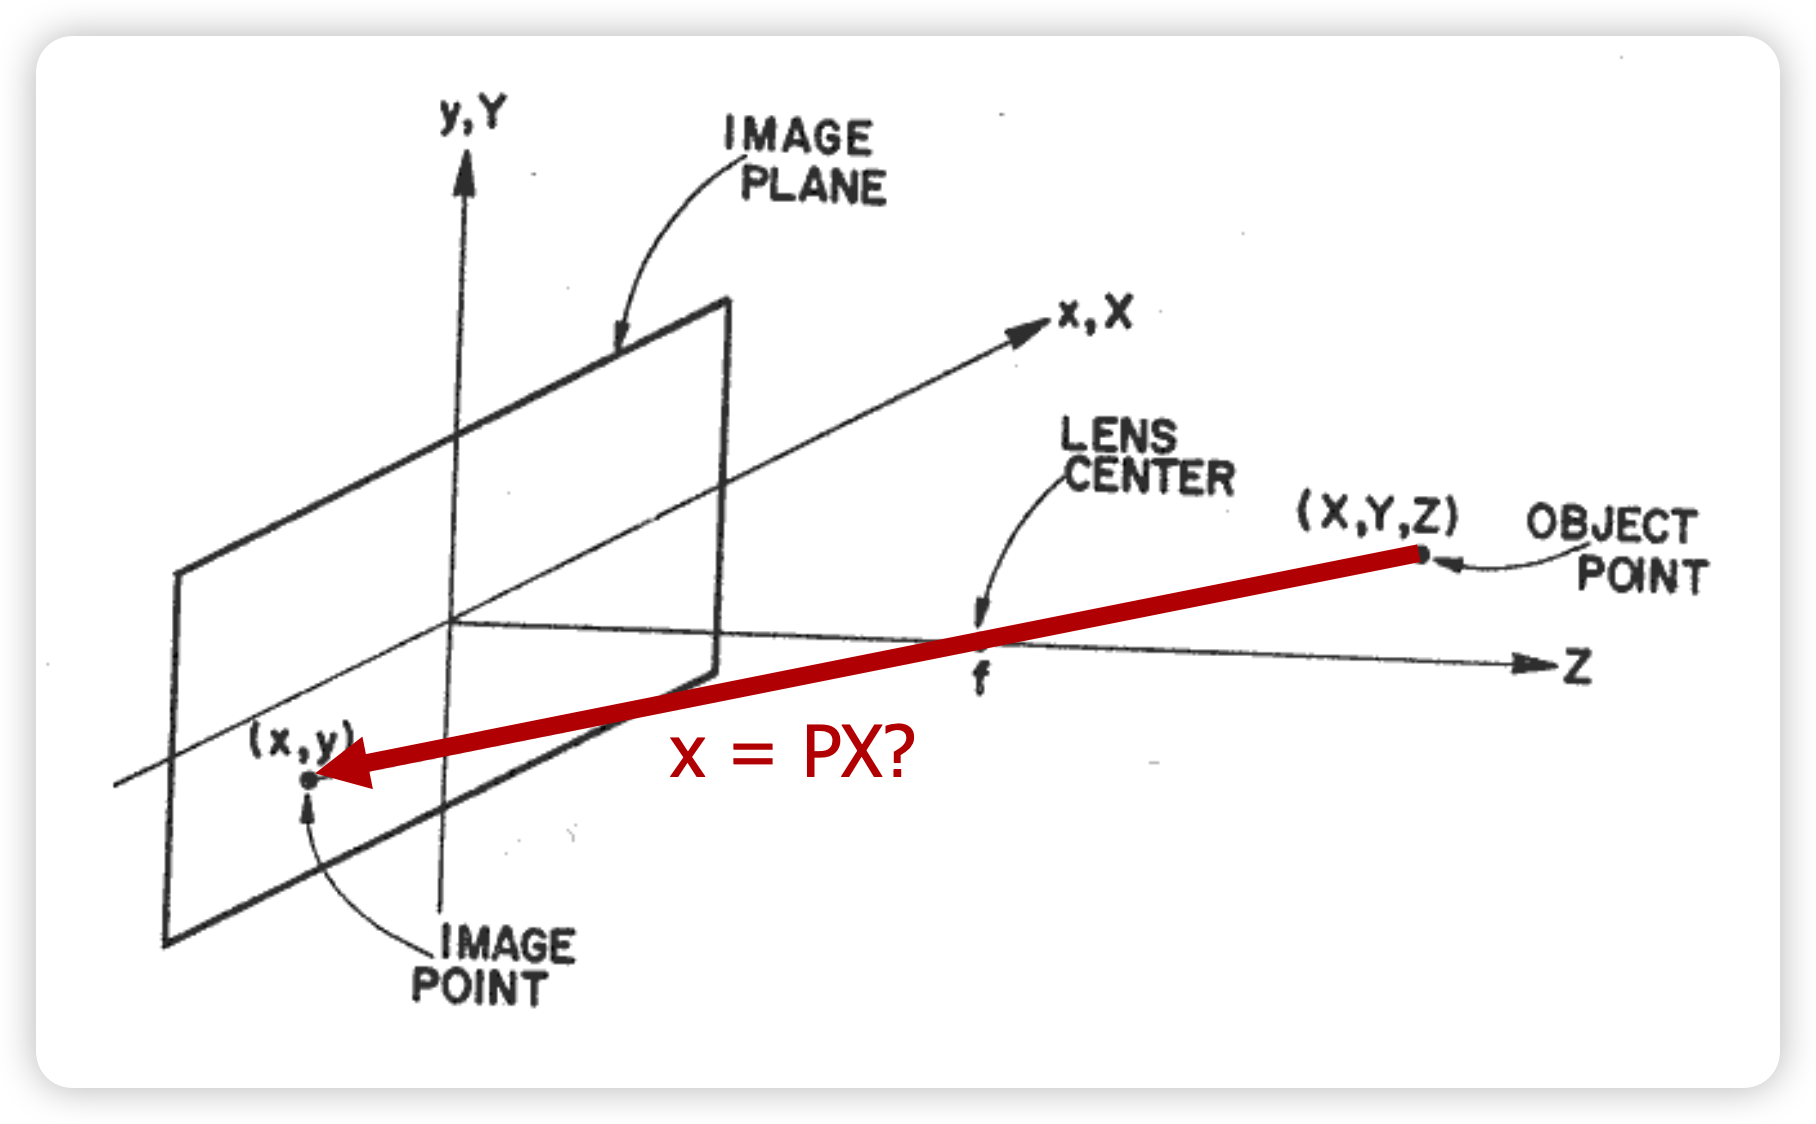 y,Y
IMAGE
PLANE
x,X
LENS
CENTER
(X,Y,Z)
OBJECT
POINT
f
Z
(x,y)
x = PX?
IMAGE
POINT